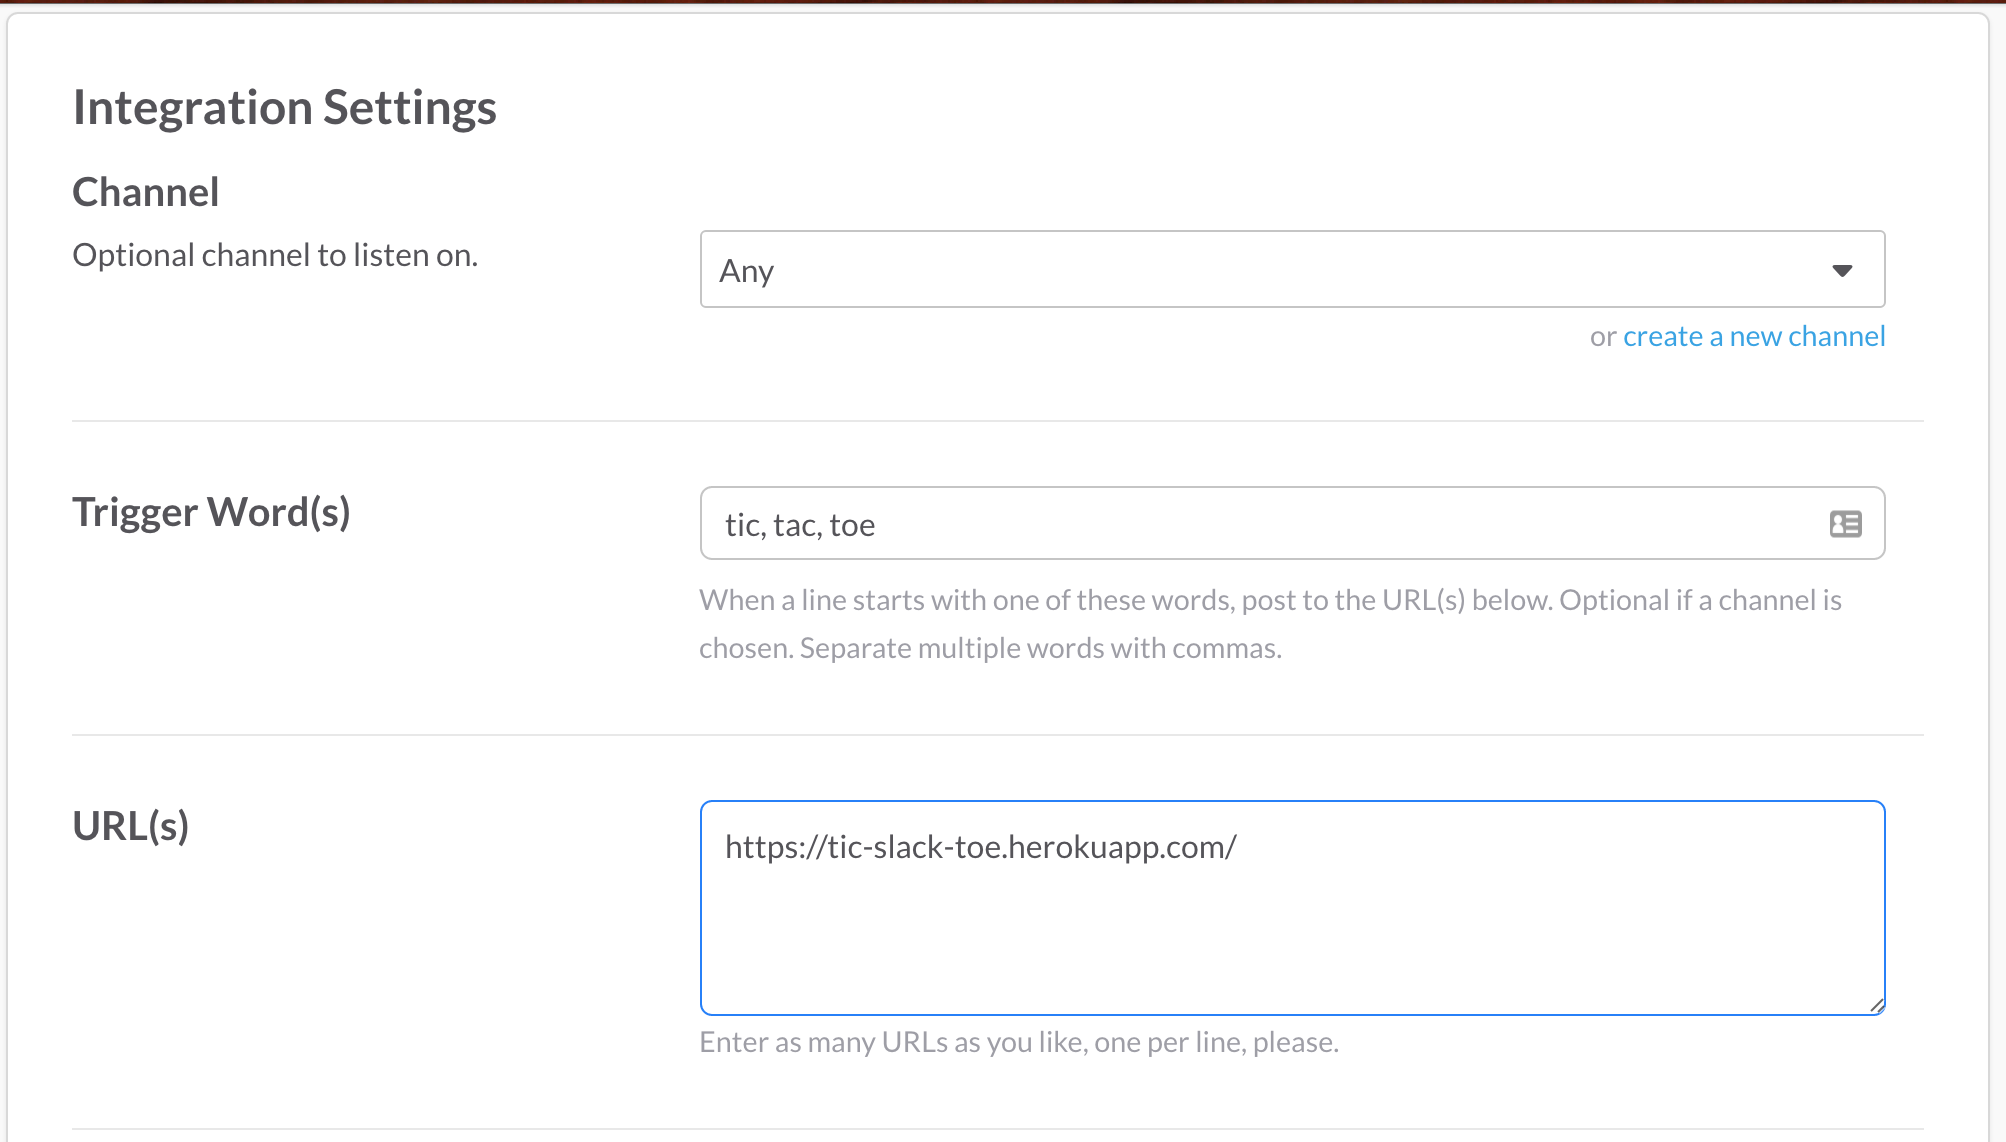 Integration Settings
Channel
Optional channel to listen on.
Any
or create a new channel
Trigger Word(s)
tic, tac, toe
When a line starts with one of these words, post to the URL(s) below. Optional if a channel is
chosen. Separate multiple words with commas.
URL(s)
https://tic-slack-toe.herokuapp.com/
Enter as many URLs as you like, one per line, please.